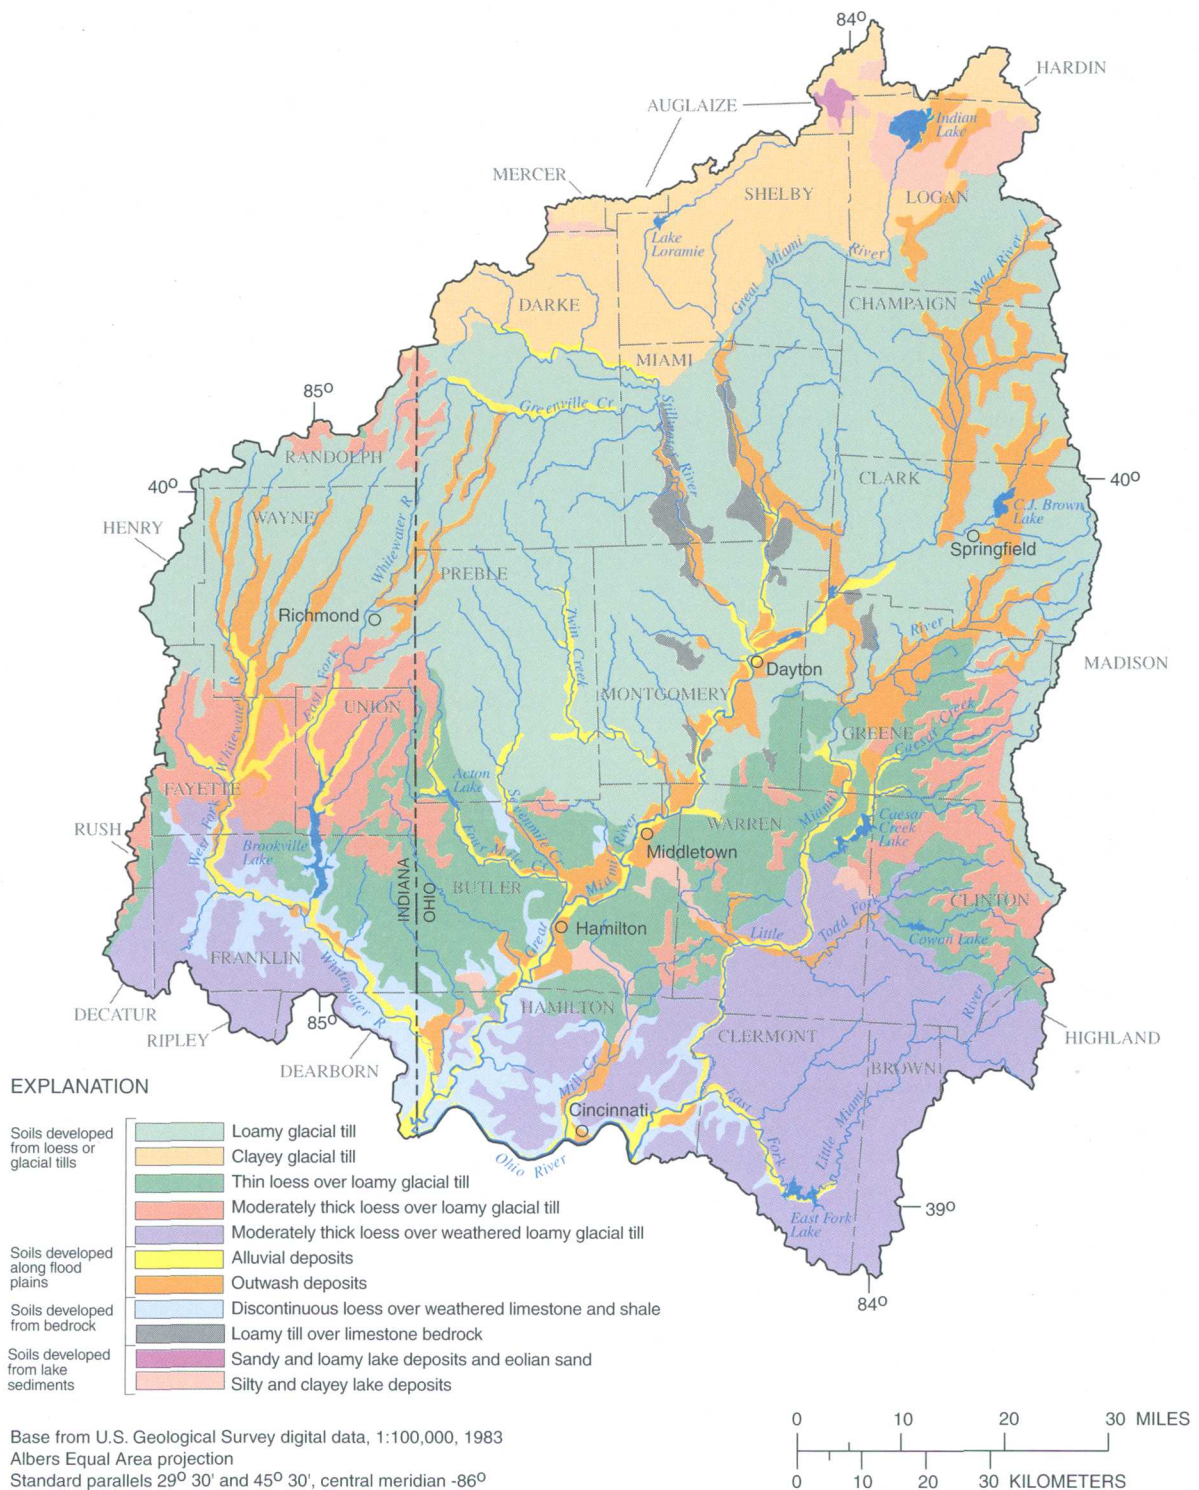 84°
HARDIN
AUGLAIZE
Indian
Lake
MERCER
SHELBY
LOGAN
Lake
Loramie
Great
Miami
River
Mad River
DARKE
CHAMPAIGN
MIAMI
85°
Greenville Cr
Stillwater River
RANDOLPH
40°
CLARK
40°
WAYNE
HENRY
Whitewater R
C.J. Brown
Lake
Springfield
PREBLE
Richmond
Twin Creek
River
Dayton
MADISON
East Fork
UNION
MONTGOMERY
Whitewater R
GREENE
Caesar Creek
FAYETTE
Acton
Lake
Sevenmile Cr
Miami
RUSH
West Fork
River
WARREN
Caesar
Creek
Lake
Brookville
Lake
Four Mile Cr
Middletown
INDIANA
OHIO
BUTLER
Miami
CLINTON
Hamilton
Little
Todd Fork
Great
Cowan Lake
FRANKLIN
Whitewater R
DECATUR
85°
HAMILTON
River
RIPLEY
CLERMONT
HIGHLAND
DEARBORN
BROWN
Mill Cr
East
Fork
Little Miami
Cincinnati
Ohio River
39°
East Fork
Lake
84°
EXPLANATION
Soils developed
from loess or
glacial tills
Loamy glacial till
Clayey glacial till
Thin loess over loamy glacial till
Moderately thick loess over loamy glacial till
Moderately thick loess over weathered loamy glacial till
Soils developed
along flood
plains
Alluvial deposits
Outwash deposits
Soils developed
from bedrock
Discontinuous loess over weathered limestone and shale
Loamy till over limestone bedrock
Soils developed
from lake
sediments
Sandy and loamy lake deposits and eolian sand
Silty and clayey lake deposits
Base from U.S. Geological Survey digital data, 1:100,000, 1983
Albers Equal Area projection
Standard parallels 29° 30' and 45° 30', central meridian -86°
0 10 20 30 MILES
0 10 20 30 KILOMETERS